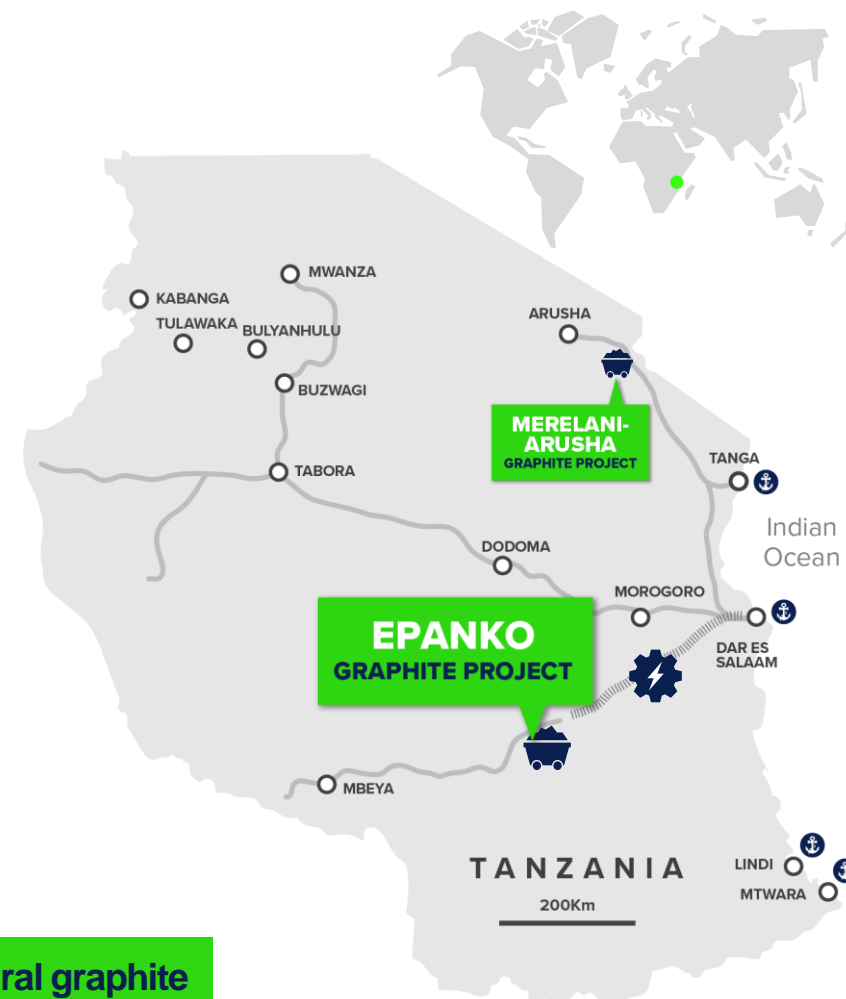 MWANZA
KABANGA
TULAWAKA
BULYANHULU
ARUSHA
BUZWAGI
MERELANI-
ARUSHA
GRAPHITE PROJECT
TABORA
TANGA
Indian
Ocean
DODOMA
MOROGORO
EPANKO
GRAPHITE PROJECT
DAR ES
SALAAM
MBEYA
TANZANIA
200Km
LINDI
MTWARA
graphite